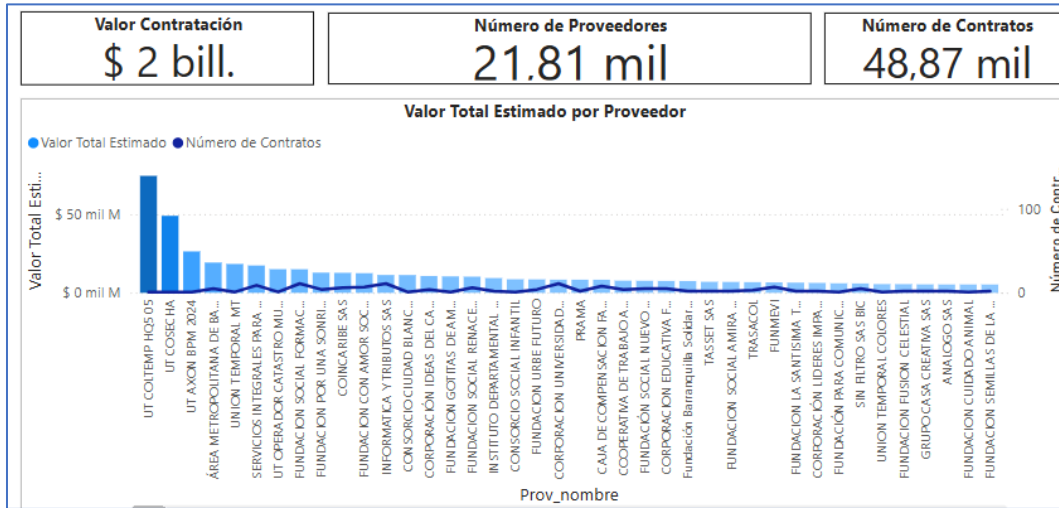 Valor Contratación
$ 2 bill.
Número de Proveedores
21,81 mil
Número de Contratos
48,87 mil
Valor Total Estimado por Proveedor
Valor Total Estimado
Número de Contratos
Valor Total Esti...
$ 50 mil M
$ 0 mil M
100
0
Número de Contr...
UT COLTEMP HQS 05
UT COSECHA
UT AXON BPM 2024
ÁREA METROPOLITANA DE BA...
UNION TEMPORAL MT
SERVICIOS INTEGRALES PARA ...
UT OPERADOR CATASTRO MU...
FUNDACION SOCIAL FORMAC...
FUNDACION POR UNA SONRI...
COINCARIBE SAS
FUNDACION CON AMOR SOC...
INFORMATICA Y TRIBUTOS SAS
CONSORCIO CIUDAD BLANC...
CORPORACIÓN IDEAS DEL CA...
FUNDACION GOTITAS DE AM...
FUNDACION SOCIAL RENACE...
INSTITUTO DEPARTAMENTAL ...
CONSORCIO SOCIAL INFANTIL
FUNDACION URBE FUTURO
CORPORACION UNIVERSIDAD...
PRAMA
CAJA DE COMPENSACION FA...
COOPERATIVA DE TRABAJO A...
FUNDACIÓN SOCIAL NUEVO ...
CORPORACION EDUCATIVA F...
Fundación Barranquilla Solidar...
TASSET SAS
FUNDACION SOCIAL AMIRA ...
TRASACOL
FUNIMEVI
FUNDACION LA SANTISIMA T...
CORPORACIÓN LIDERES IMPA...
FUNDACIÓN PARA COMUNIC...
SIN FILTRO SAS BIC
UNION TEMPORAL COLORES
FUNDACION FUSION CELESTIAL
GRUPO CASA CREATIVA SAS
ANALOGO SAS
FUNDACION CUIDADO ANIMAL
FUNDACION SEMILLAS DE LA ...
Prov_nombre